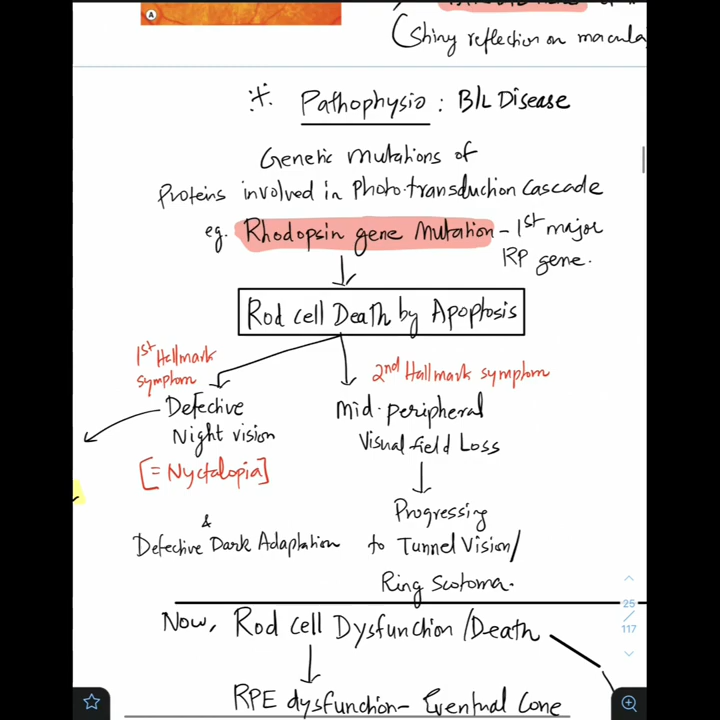 A
(Shiny reflection on macula
Pathophysio : B/L Disease
Genetic mutations of
Proteins involved in Photo-transduction Cascade
eg. Rhodopsin gene Mutation – 1st major
RP gene.
Rod cell Death by Apoptosis
1st Hallmark
symptom
2nd Hallmark symptom
Defective
Night vision
[= Nyctalopia]
&
Defective Dark Adaptation
Mid-peripheral
Visual field Loss
Progressing
to Tunnel Vision/
Ring Scotoma.
25
/
117
Now, Rod cell Dysfunction/Death
RPE dysfunction – Eventual Cone